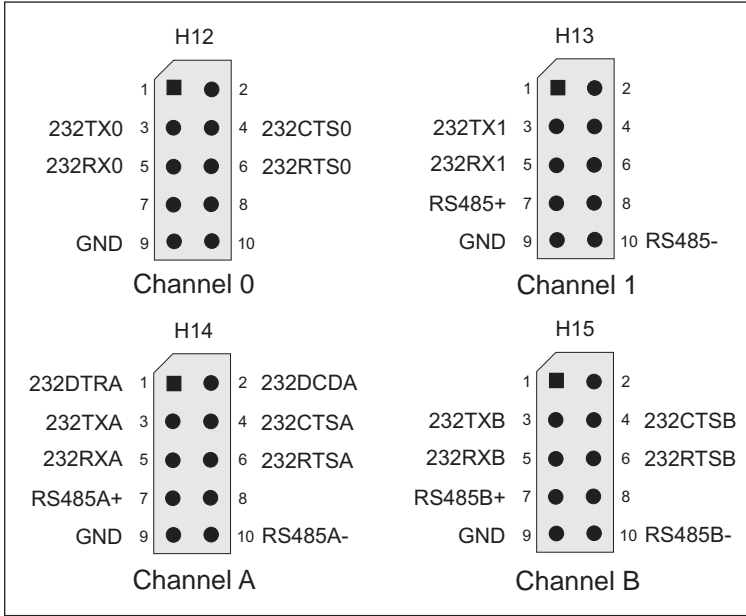 H12
1 2
232TX0 3 4 232CTS0
232RX0 5 6 232RTS0
7 8
GND 9 10
Channel 0
H13
1 2
232TX1 3 4
232RX1 5 6
RS485+ 7 8
GND 9 10 RS485-
Channel 1
H14
232DTRA 1 2 232DCDA
232TXA 3 4 232CTSA
232RXA 5 6 232RTSA
RS485A+ 7 8
GND 9 10 RS485A-
Channel A
H15
1 2
232TXB 3 4 232CTSB
232RXB 5 6 232RTSB
RS485B+ 7 8
GND 9 10 RS485B-
Channel B